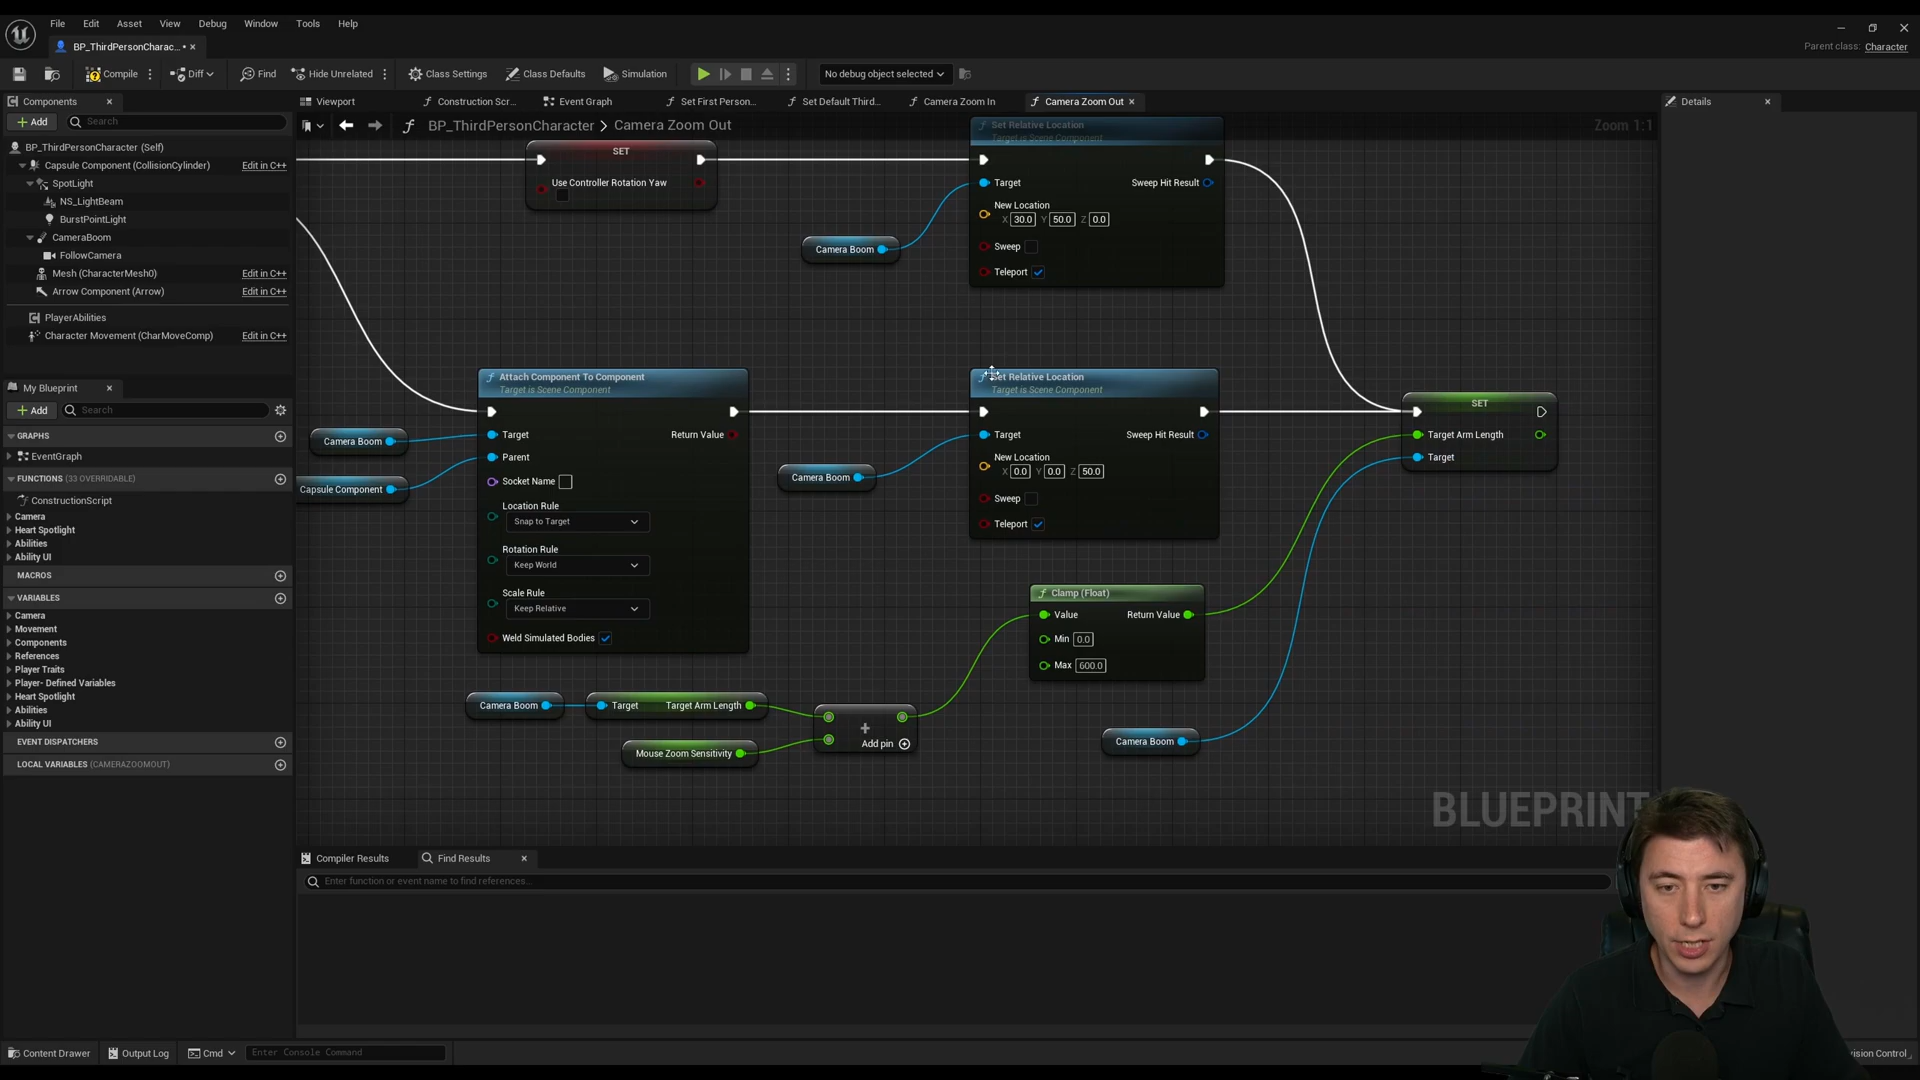 File Edit Asset View Debug Window Tools Help
BP_ThirdPersonCharac... •
Parent class: Character
Compile Diff Find Hide Unrelated Class Settings Class Defaults Simulation No debug object selected
Components
Viewport Construction Scr... Event Graph Set First Person... Set Default Third... Camera Zoom In Camera Zoom Out
Details
Add Search
BP_ThirdPersonCharacter > Camera Zoom Out
Zoom 1:1
BP_ThirdPersonCharacter (Self)
Capsule Component (CollisionCylinder) Edit in C++
SpotLight
NS_LightBeam
BurstPointLight
CameraBoom
FollowCamera
Mesh (CharacterMesh0) Edit in C++
Arrow Component (Arrow) Edit in C++
PlayerAbilities
Character Movement (CharMoveComp) Edit in C++
My Blueprint
Add Search
GRAPHS
EventGraph
FUNCTIONS (33 OVERRIDABLE)
ConstructionScript
Camera
Heart Spotlight
Abilities
Ability UI
MACROS
VARIABLES
Camera
Movement
Components
References
Player Traits
Player- Defined Variables
Heart Spotlight
Abilities
Ability UI
EVENT DISPATCHERS
LOCAL VARIABLES (CAMERAZOOMOUT)
SET
Use Controller Rotation Yaw
Camera Boom
Set Relative Location
Target is Scene Component
Target Sweep Hit Result
New Location
X 30.0 Y 50.0 Z 0.0
Sweep
Teleport
Camera Boom
Capsule Component
Attach Component To Component
Target is Scene Component
Target Return Value
Parent
Socket Name
Location Rule
Snap to Target
Rotation Rule
Keep World
Scale Rule
Keep Relative
Weld Simulated Bodies
Camera Boom
Set Relative Location
Target is Scene Component
Target Sweep Hit Result
New Location
X 0.0 Y 0.0 Z 50.0
Sweep
Teleport
SET
Target Arm Length
Target
Clamp (Float)
Value Return Value
Min 0.0
Max 600.0
Camera Boom
Target Target Arm Length
Mouse Zoom Sensitivity
Add pin
Camera Boom
BLUEPRINT
Compiler Results Find Results
Enter function or event name to find references...
Content Drawer Output Log Cmd Enter Console Command
vision Control